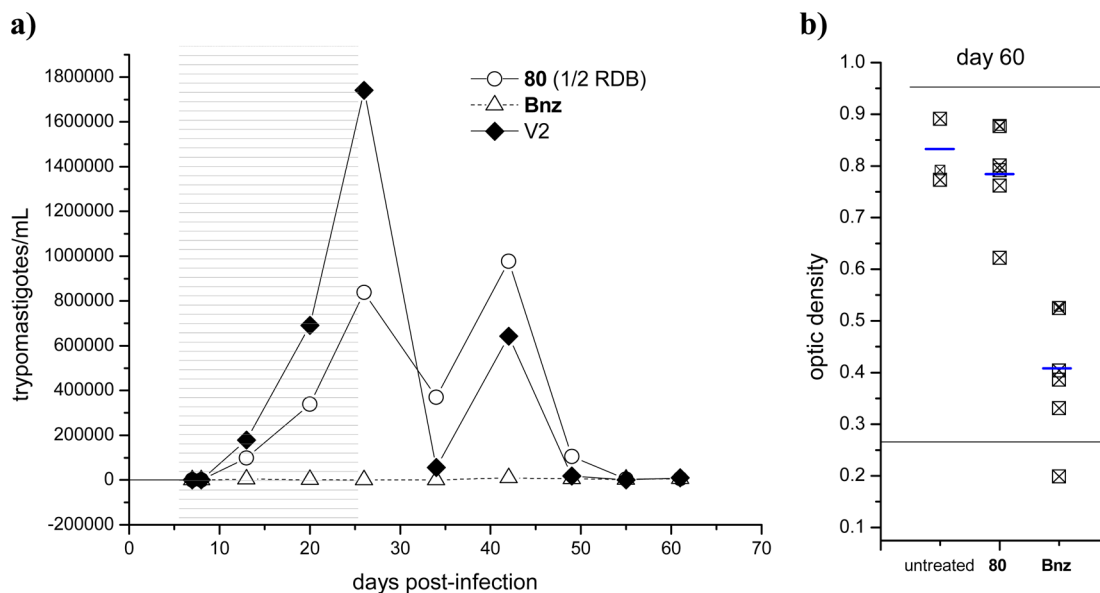 a)
trypomastigotes/mL
1800000
1600000
1400000
1200000
1000000
800000
600000
400000
200000
0
-200000
0 10 20 30 40 50 60 70
days post-infection
80 (1/2 RDB)
Bnz
V2
b)
day 60
optic density
1.0
0.9
0.8
0.7
0.6
0.5
0.4
0.3
0.2
0.1
untreated 80 Bnz